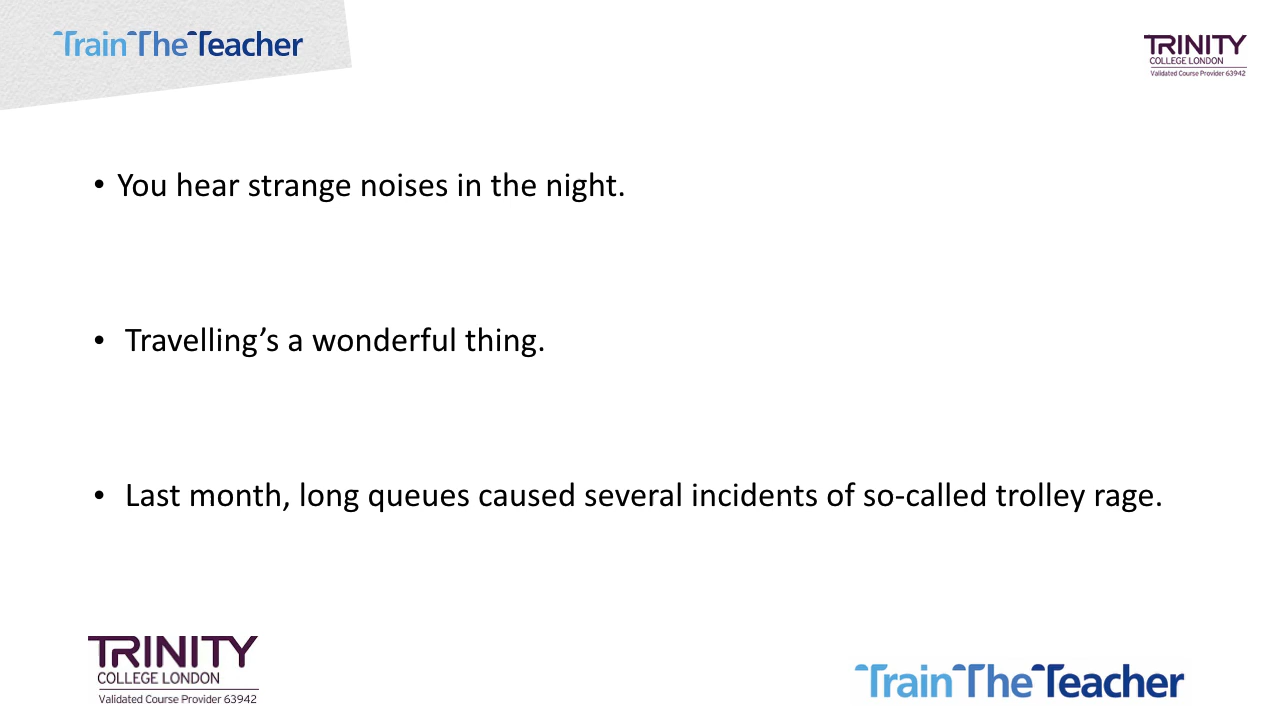 Train The Teacher
TRINITY
COLLEGE LONDON
Validated Course Provider 63942
• You hear strange noises in the night.
• Travelling’s a wonderful thing.
• Last month, long queues caused several incidents of so-called trolley rage.
TRINITY
COLLEGE LONDON
Validated Course Provider 63942
Train The Teacher